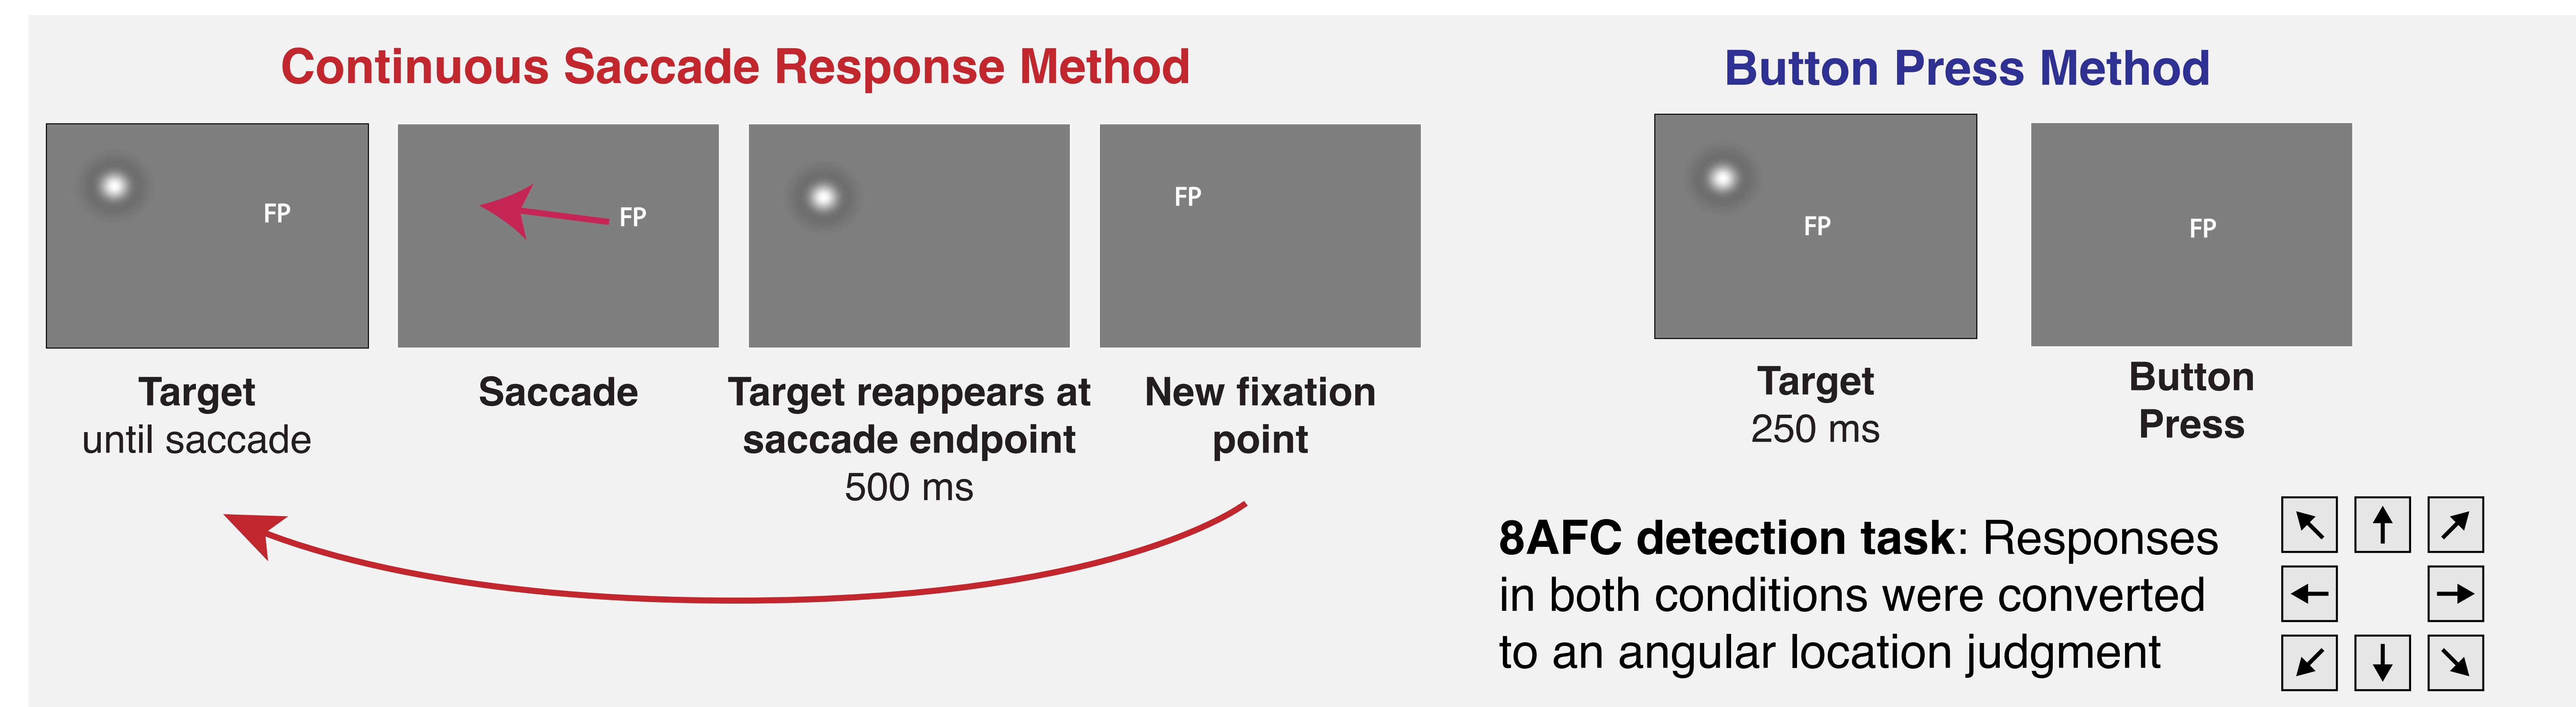 Continuous Saccade Response Method
FP
FP
FP
Target
until saccade
Saccade
Target reappears at
saccade endpoint
500 ms
New fixation
point
Button Press Method
FP
FP
Target
250 ms
Button
Press
8AFC detection task: Responses
in both conditions were converted
to an angular location judgment